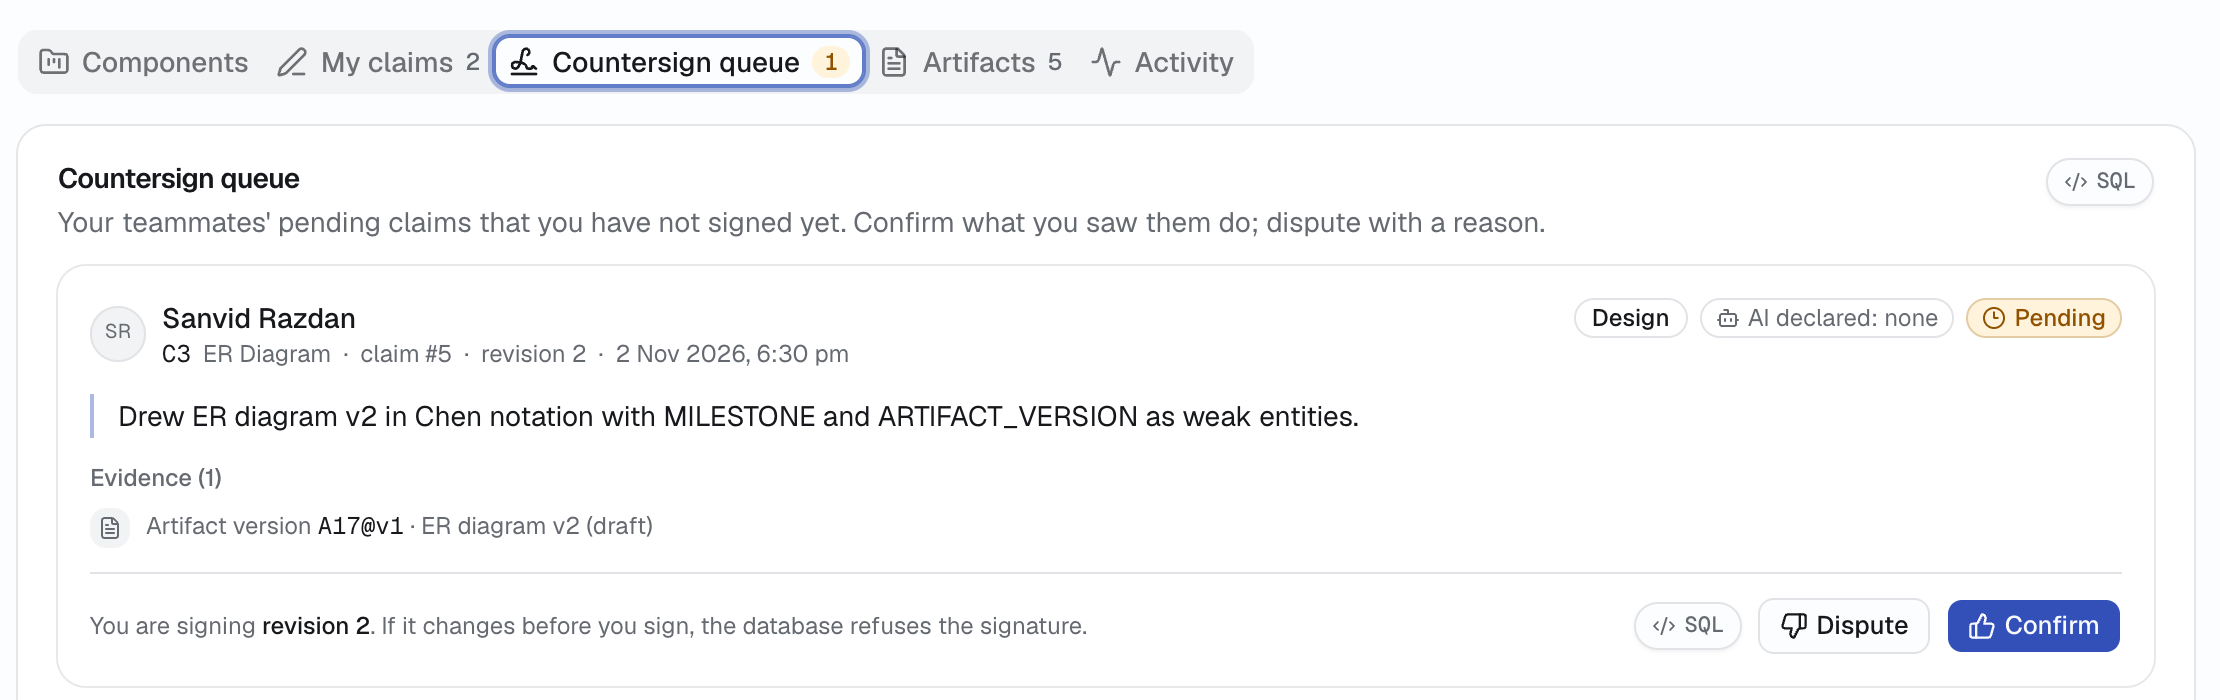 Components My claims 2 Countersign queue 1 Artifacts 5 Activity
Countersign queue
</> SQL
Your teammates' pending claims that you have not signed yet. Confirm what you saw them do; dispute with a reason.
SR
Sanvid Razdan
Design AI declared: none Pending
C3 ER Diagram · claim #5 · revision 2 · 2 Nov 2026, 6:30 pm
Drew ER diagram v2 in Chen notation with MILESTONE and ARTIFACT_VERSION as weak entities.
Evidence (1)
Artifact version A17@v1 · ER diagram v2 (draft)
You are signing revision 2. If it changes before you sign, the database refuses the signature.
</> SQL Dispute Confirm